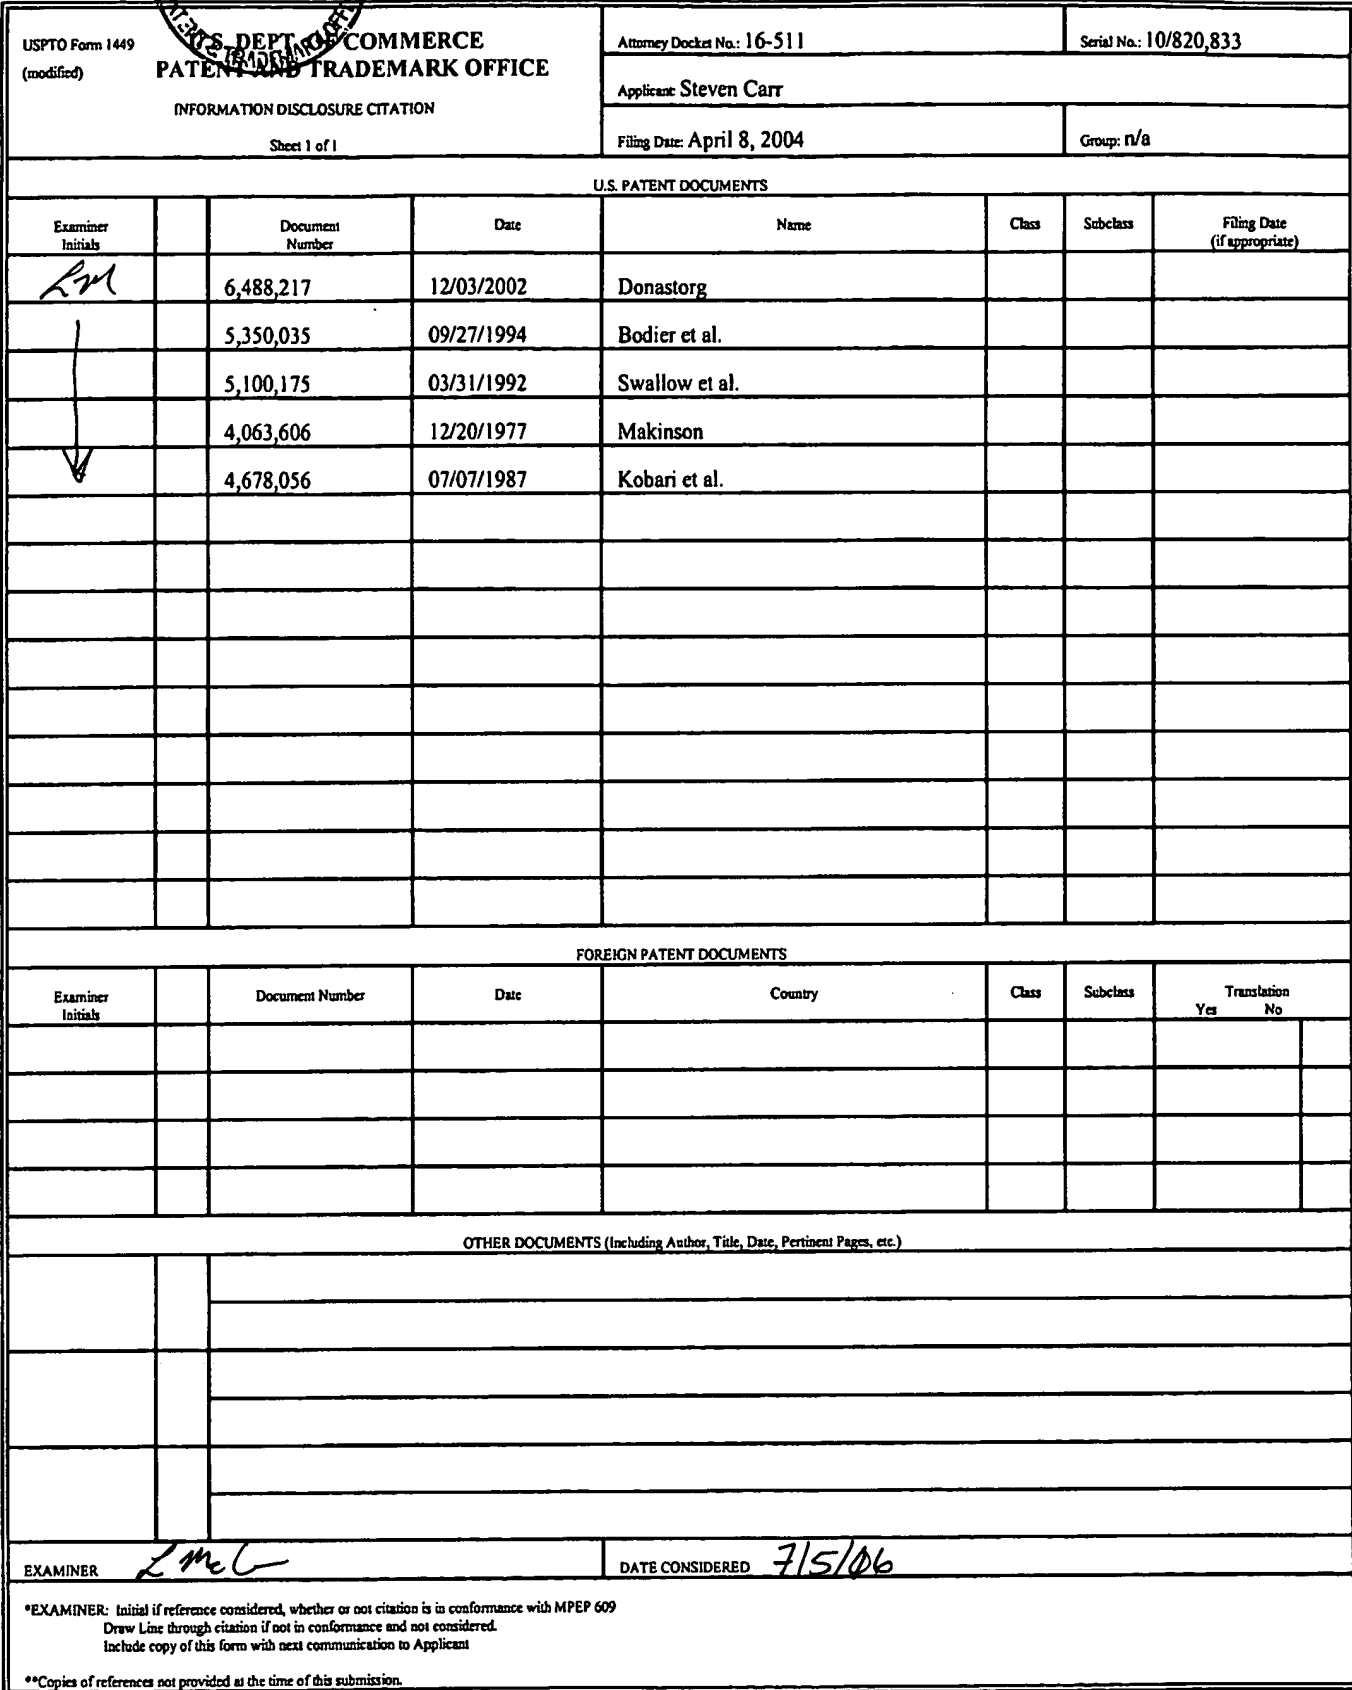 USPTO Form 1449
(modified)
U.S. DEPT. OF COMMERCE
PATENT AND TRADEMARK OFFICE
INFORMATION DISCLOSURE CITATION
Sheet 1 of 1
Attorney Docket No.: 16-511
Serial No.: 10/820,833
Applicant: Steven Carr
Filing Date: April 8, 2004
Group: n/a
U.S. PATENT DOCUMENTS
Examiner Initials Document Number Date Name Class Subclass Filing Date (if appropriate)
LM 6,488,217 12/03/2002 Donastorg
5,350,035 09/27/1994 Bodier et al.
5,100,175 03/31/1992 Swallow et al.
4,063,606 12/20/1977 Makinson
4,678,056 07/07/1987 Kobari et al.
FOREIGN PATENT DOCUMENTS
Examiner Initials Document Number Date Country Class Subclass Translation Yes No
OTHER DOCUMENTS (Including Author, Title, Date, Pertinent Pages, etc.)
EXAMINER L McC
DATE CONSIDERED 7/5/06
*EXAMINER: Initial if reference considered, whether or not citation is in conformance with MPEP 609
Draw Line through citation if not in conformance and not considered.
Include copy of this form with next communication to Applicant
**Copies of references not provided at the time of this submission.